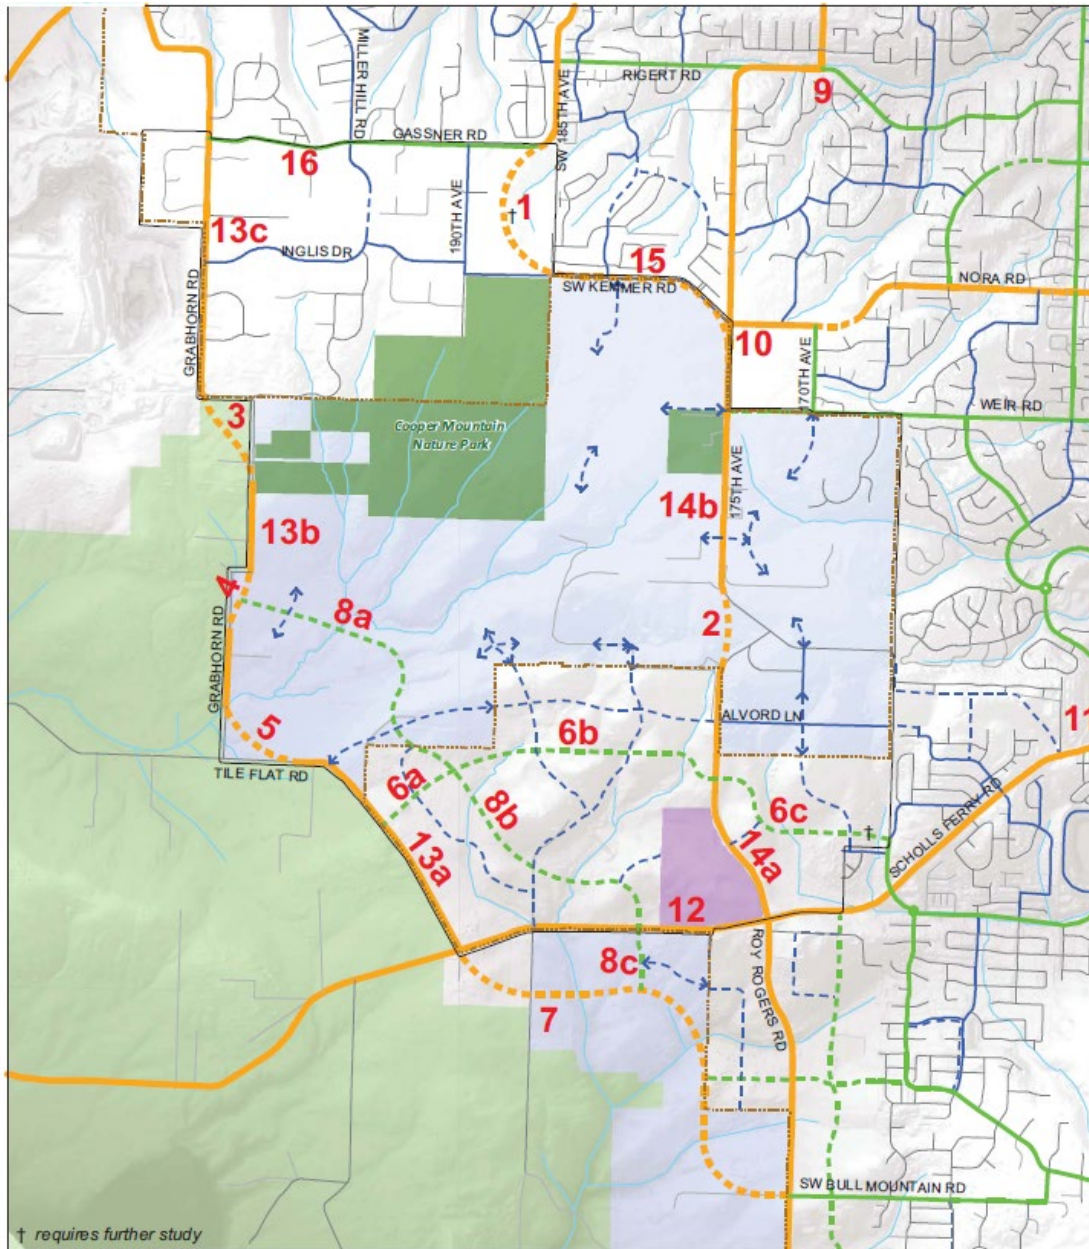 MILLER HILL RD
SW 185TH AVE
RIGERT RD
9
GASSNER RD
16
1
†
190TH AVE
13c
INGLIS DR
15
SW KEMMER RD
NORA RD
GRABHORN RD
10
170TH AVE
3
WEIR RD
Cooper Mountain
Nature Park
175TH AVE
14b
13b
4
8a
2
GRABHORN RD
5
ALVORD LN
11
6b
TILE FLAT RD
6a
8b
6c
†
14a
SCHOLLS FERRY RD
13a
12
8c
ROY ROGERS RD
7
SW BULL MOUNTAIN RD
† requires further study